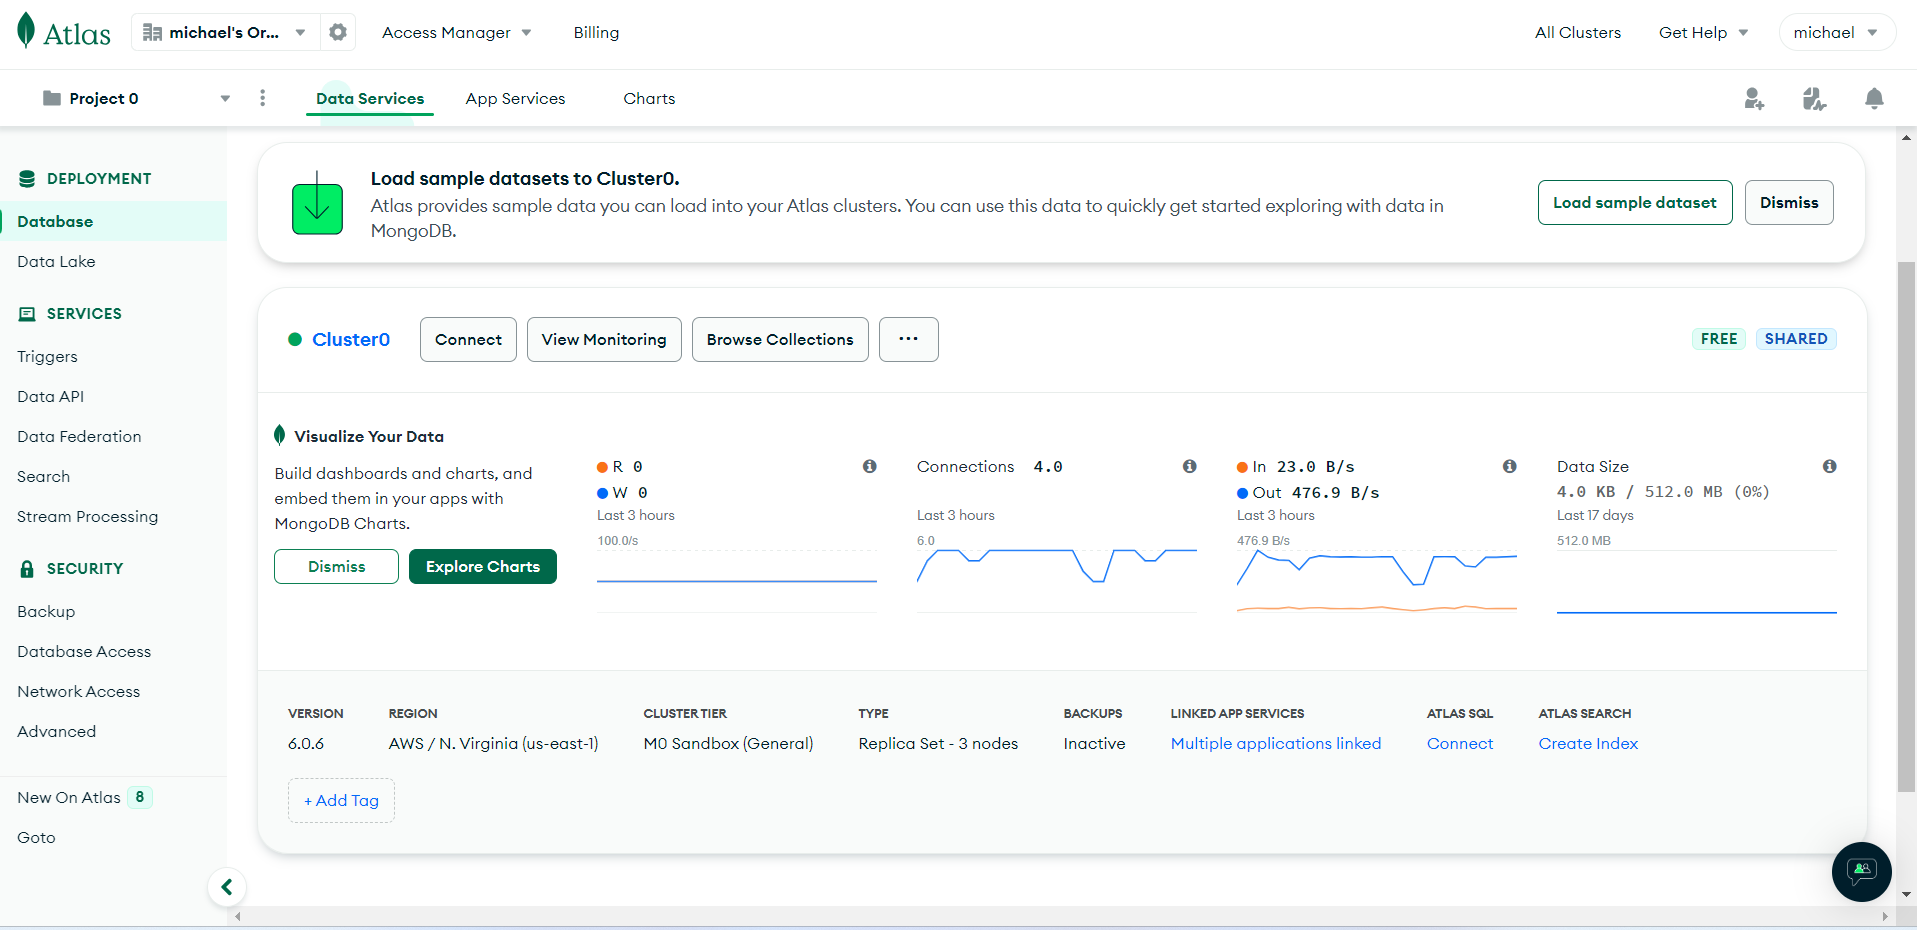 Atlas
michael's Or...
Access Manager
Billing
All Clusters
Get Help
michael
Project 0
Data Services
App Services
Charts
DEPLOYMENT
Database
Data Lake
SERVICES
Triggers
Data API
Data Federation
Search
Stream Processing
SECURITY
Backup
Database Access
Network Access
Advanced
New On Atlas 8
Goto
Load sample datasets to Cluster0.
Atlas provides sample data you can load into your Atlas clusters. You can use this data to quickly get started exploring with data in
MongoDB.
Load sample dataset
Dismiss
Cluster0
Connect
View Monitoring
Browse Collections
...
FREE
SHARED
Visualize Your Data
Build dashboards and charts, and
embed them in your apps with
MongoDB Charts.
Dismiss
Explore Charts
R 0
W 0
Last 3 hours
100.0/s
Connections 4.0
Last 3 hours
6.0
In 23.0 B/s
Out 476.9 B/s
Last 3 hours
476.9 B/s
Data Size
4.0 KB / 512.0 MB (0%)
Last 17 days
512.0 MB
VERSION
6.0.6
REGION
AWS / N. Virginia (us-east-1)
CLUSTER TIER
M0 Sandbox (General)
TYPE
Replica Set - 3 nodes
BACKUPS
Inactive
LINKED APP SERVICES
Multiple applications linked
ATLAS SQL
Connect
ATLAS SEARCH
Create Index
+ Add Tag